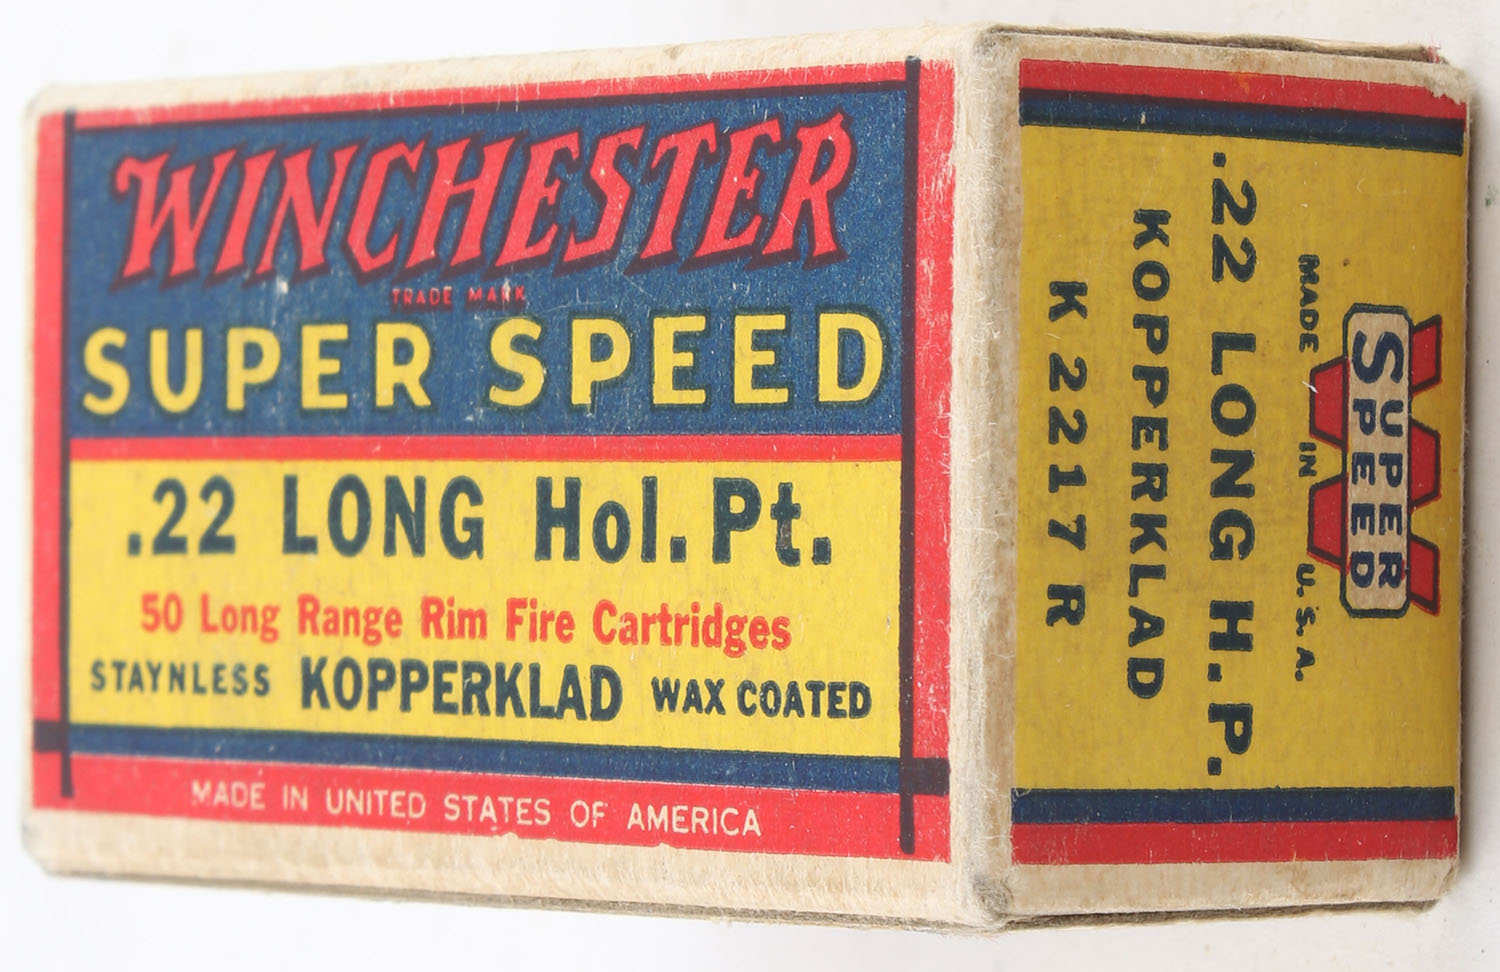 WINCHESTER
TRADE MARK
SUPER SPEED
.22 LONG Hol. Pt.
50 Long Range Rim Fire Cartridges
STAYNLESS KOPPERKLAD WAX COATED
MADE IN UNITED STATES OF AMERICA
W
SUPER
SPEED
MADE IN U.S.A.
.22 LONG H.P.
KOPPERKLAD
K2217R